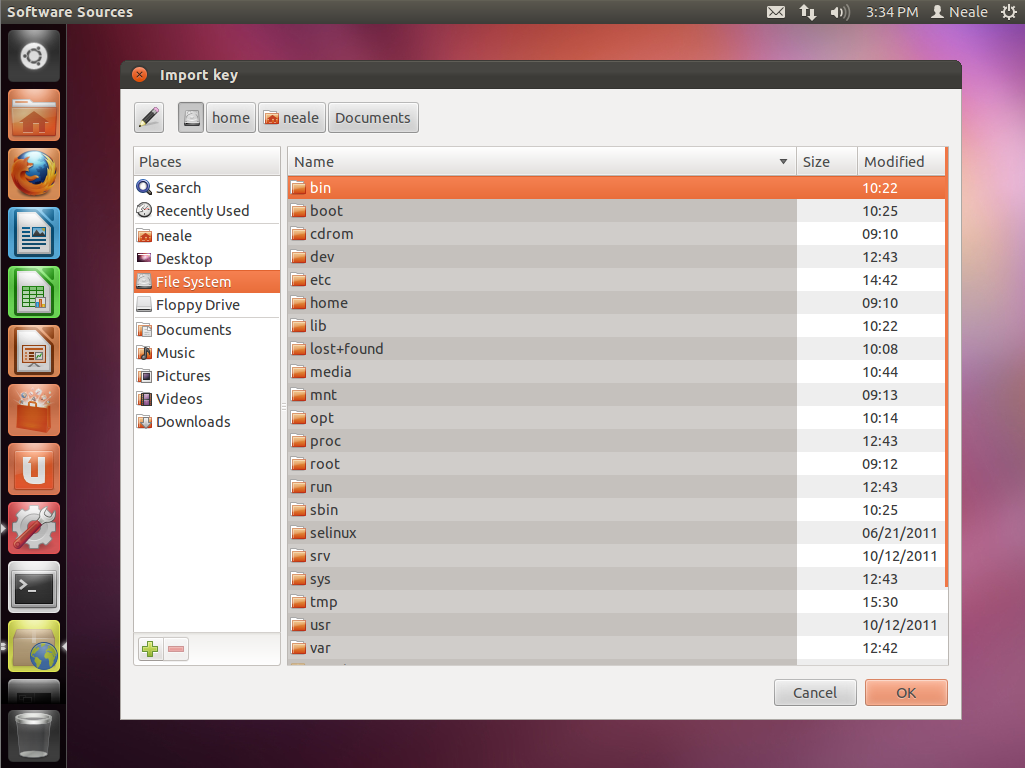 Software Sources 3:34 PM Neale
Import key
home neale Documents
Places Name Size Modified
Search
Recently Used
neale
Desktop
File System
Floppy Drive
Documents
Music
Pictures
Videos
Downloads
bin 10:22
boot 10:25
cdrom 09:10
dev 12:43
etc 14:42
home 09:10
lib 10:22
lost+found 10:08
media 10:44
mnt 09:13
opt 10:14
proc 12:43
root 09:12
run 12:43
sbin 10:25
selinux 06/21/2011
srv 10/12/2011
sys 12:43
tmp 15:30
usr 10/12/2011
var 12:42
Cancel OK